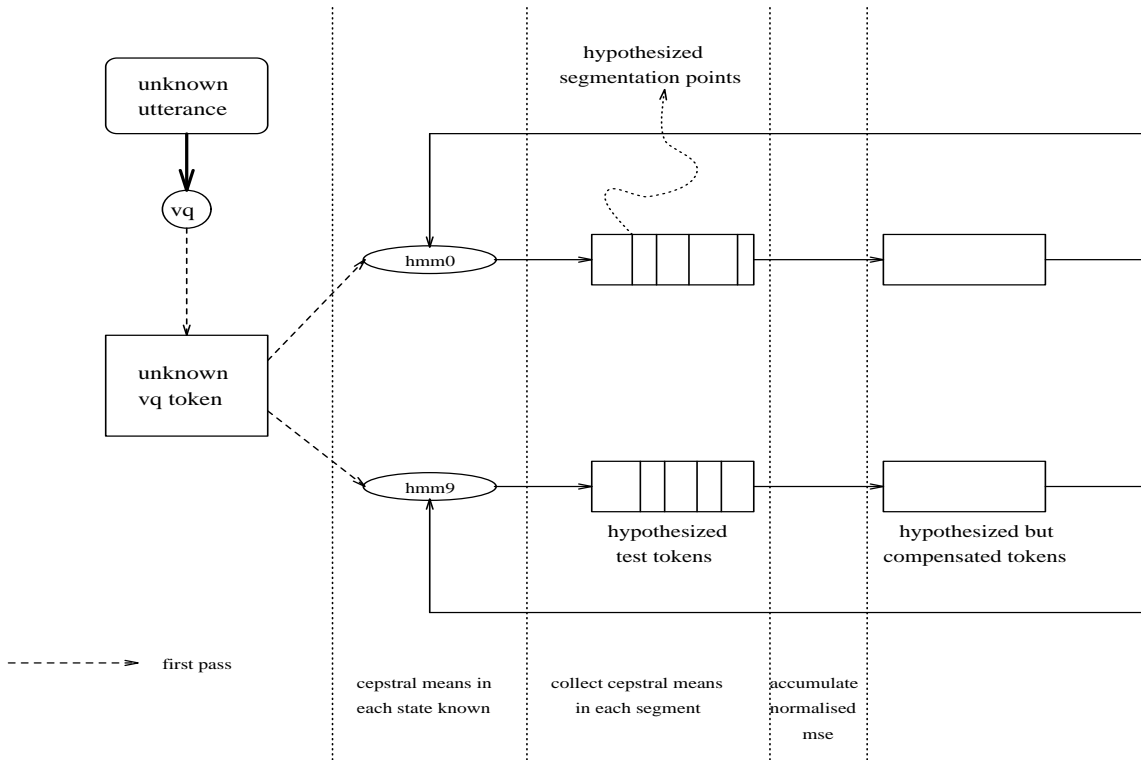 hypothesized
segmentation points
unknown
utterance
vq
hmm0
unknown
vq token
hmm9
hypothesized
test tokens
hypothesized but
compensated tokens
first pass
cepstral means in
each state known
collect cepstral means
in each segment
accumulate
normalised
mse